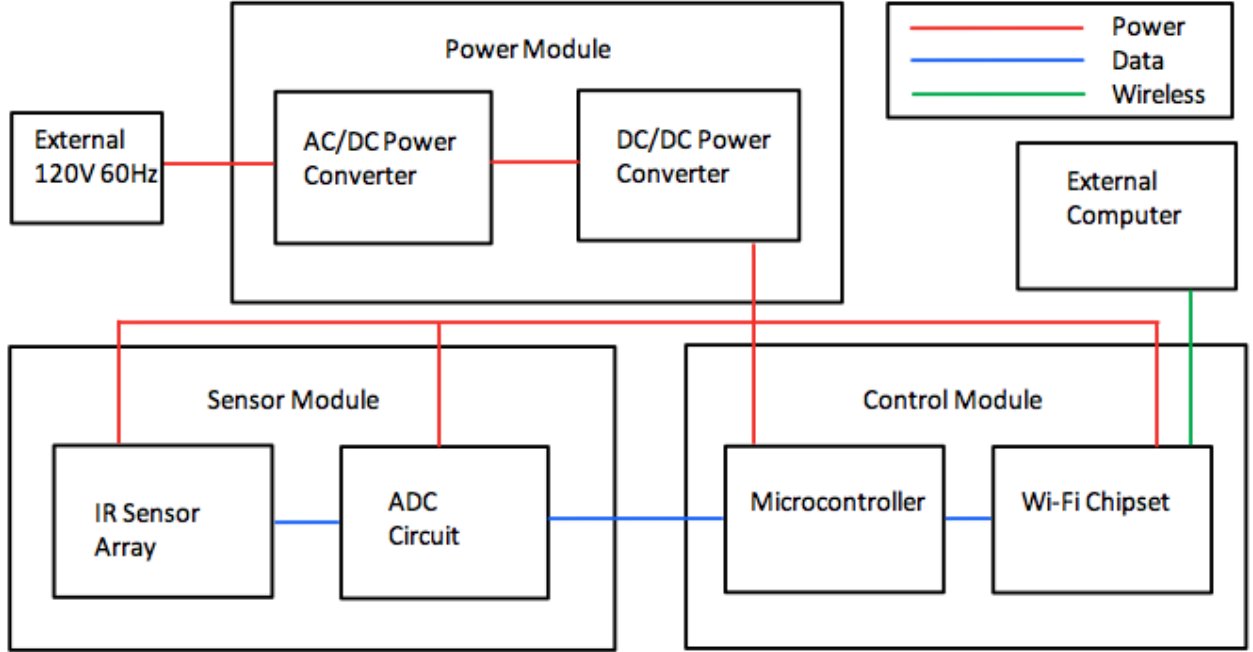 Power Module
Power
Data
Wireless
External
120V 60Hz
AC/DC Power
Converter
DC/DC Power
Converter
External
Computer
Sensor Module
Control Module
IR Sensor
Array
ADC
Circuit
Microcontroller
Wi-Fi Chipset